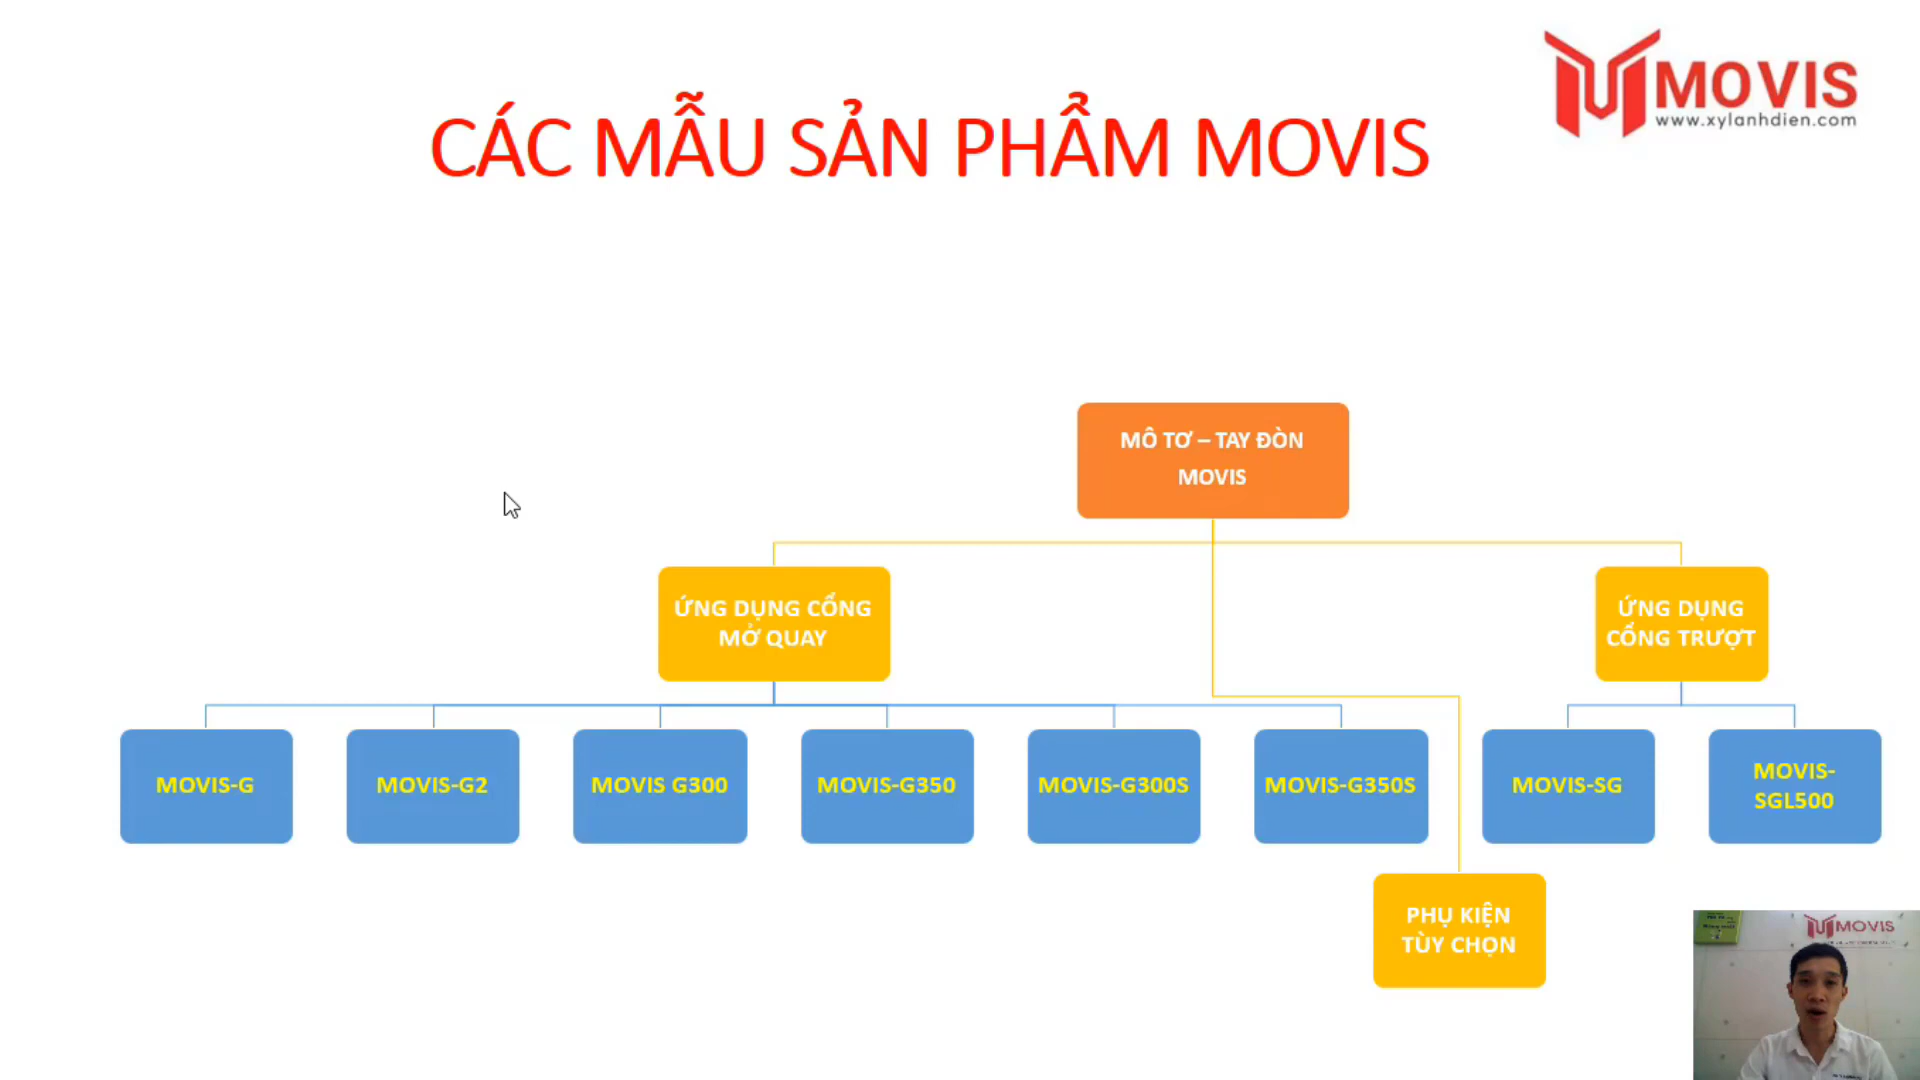 MOVIS
www.xylanhdien.com
CÁC MẪU SẢN PHẨM MOVIS
MÔ TƠ – TAY ĐÒN
MOVIS
ỨNG DỤNG CỔNG
MỞ QUAY
ỨNG DỤNG
CỔNG TRƯỢT
MOVIS-G
MOVIS-G2
MOVIS G300
MOVIS-G350
MOVIS-G300S
MOVIS-G350S
MOVIS-SG
MOVIS-
SGL500
PHỤ KIỆN
TÙY CHỌN
MOVIS